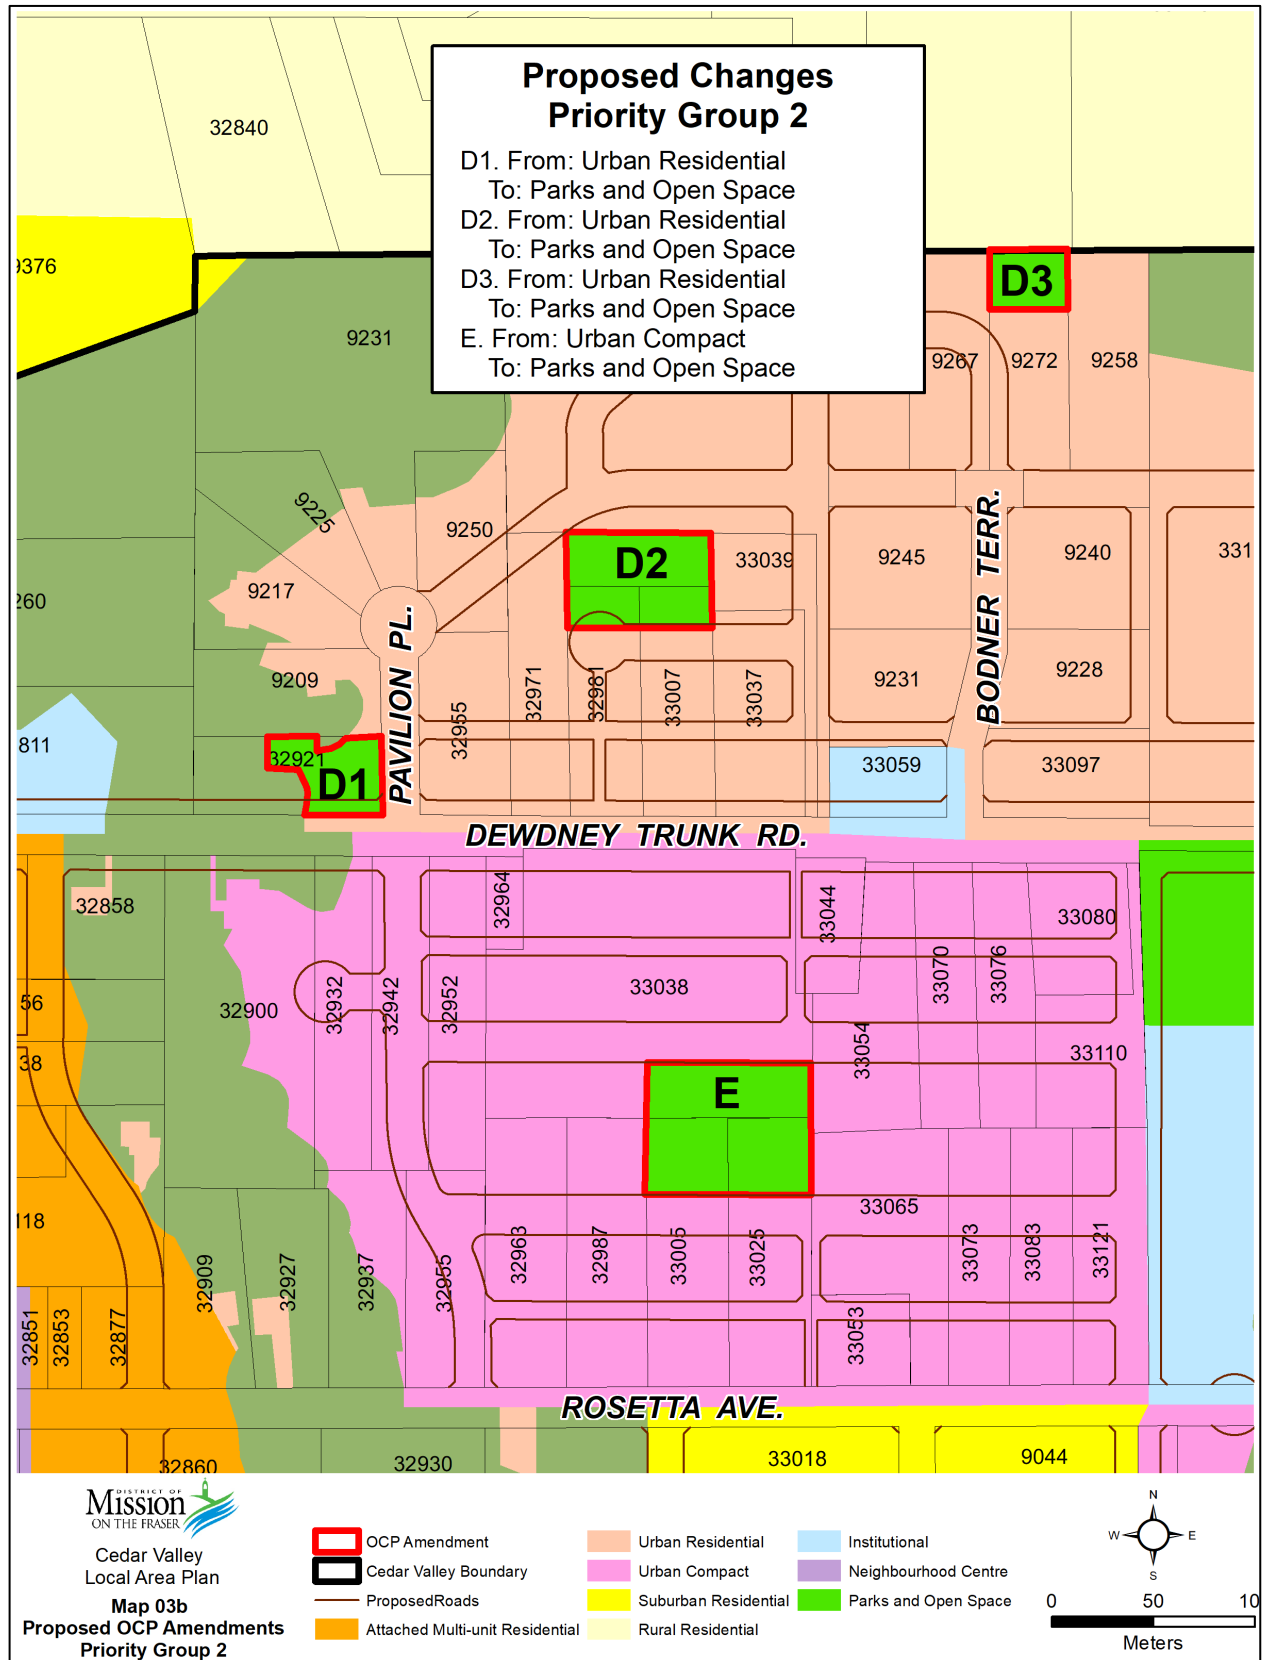 Proposed Changes
Priority Group 2
D1. From: Urban Residential
To: Parks and Open Space
D2. From: Urban Residential
To: Parks and Open Space
D3. From: Urban Residential
To: Parks and Open Space
E. From: Urban Compact
To: Parks and Open Space
32840
9376
9231
D3
9267
9272
9258
9225
9250
D2
33039
9245
9240
331
260
9217
PAVILION PL.
BODNER TERR.
9209
32955
32971
32981
33007
33037
9231
9228
811
32921
D1
33059
33097
DEWDNEY TRUNK RD.
32858
32964
33044
33080
32900
32932
32942
32952
33038
33070
33076
56
38
33054
33110
E
118
33065
32909
32927
32937
32955
32963
32987
33005
33025
33073
33083
33121
32851
32853
32877
33053
ROSETTA AVE.
32860
32930
33018
9044
DISTRICT OF
Mission
ON THE FRASER
Cedar Valley
Local Area Plan
Map 03b
Proposed OCP Amendments
Priority Group 2
OCP Amendment
Cedar Valley Boundary
ProposedRoads
Attached Multi-unit Residential
Urban Residential
Urban Compact
Suburban Residential
Rural Residential
Institutional
Neighbourhood Centre
Parks and Open Space
N
W
E
S
0 50 10
Meters